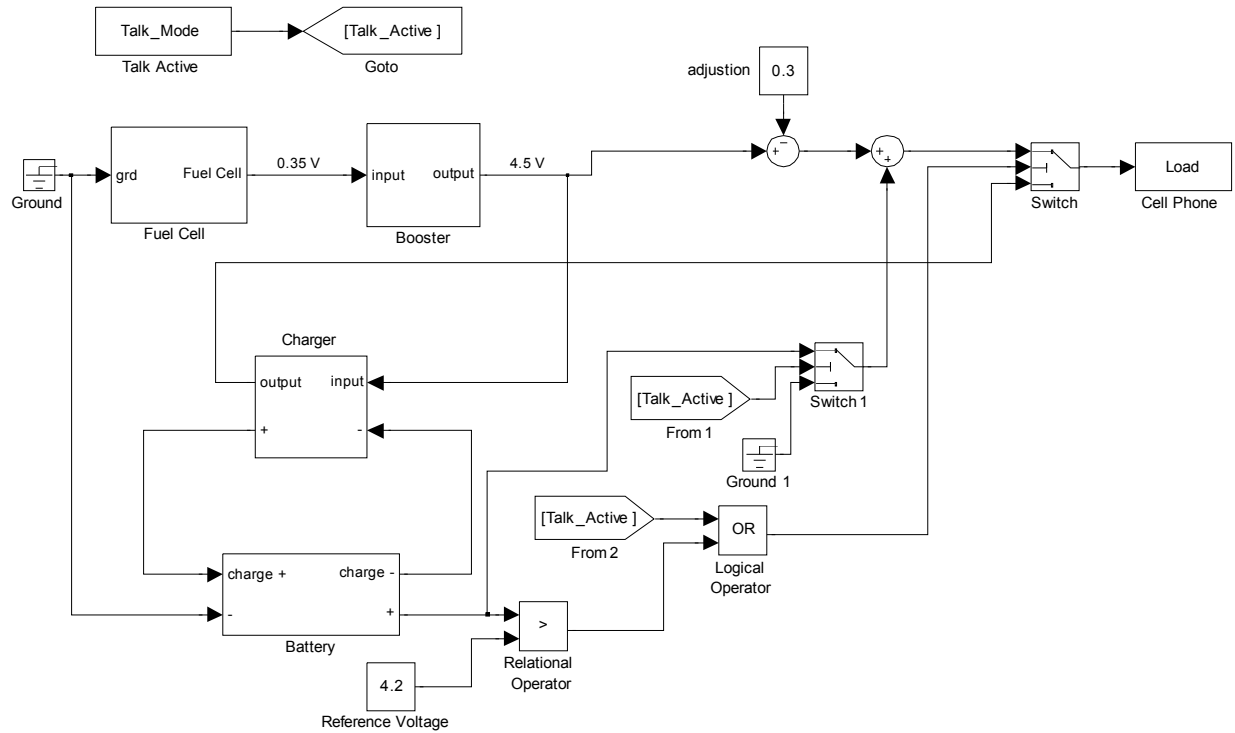 Talk_Mode
Talk Active
[Talk_Active ]
Goto
adjustion
0.3
Ground
grd
Fuel Cell
Fuel Cell
0.35 V
input
output
Booster
4.5 V
-
+
+
+
Switch
Load
Cell Phone
Charger
output
input
+
-
[Talk_Active ]
From 1
Switch 1
Ground 1
[Talk_Active ]
From 2
OR
Logical
Operator
charge +
charge -
-
+
Battery
>
Relational
Operator
4.2
Reference Voltage